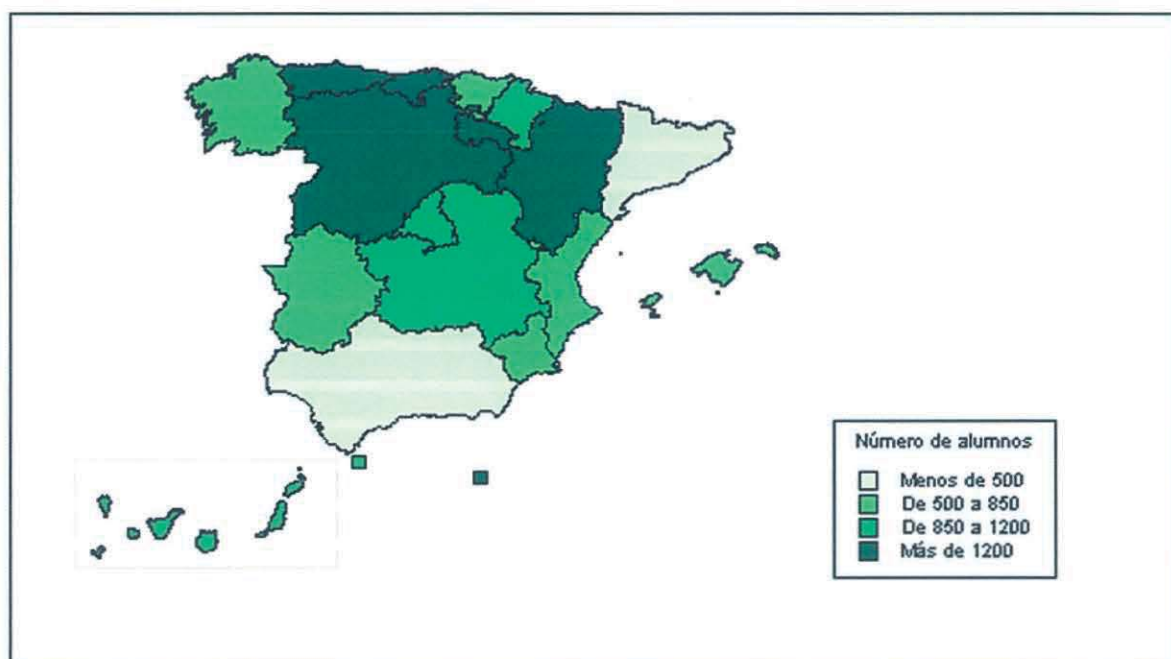 Número de alumnos
Menos de 500
De 500 a 850
De 850 a 1200
Más de 1200